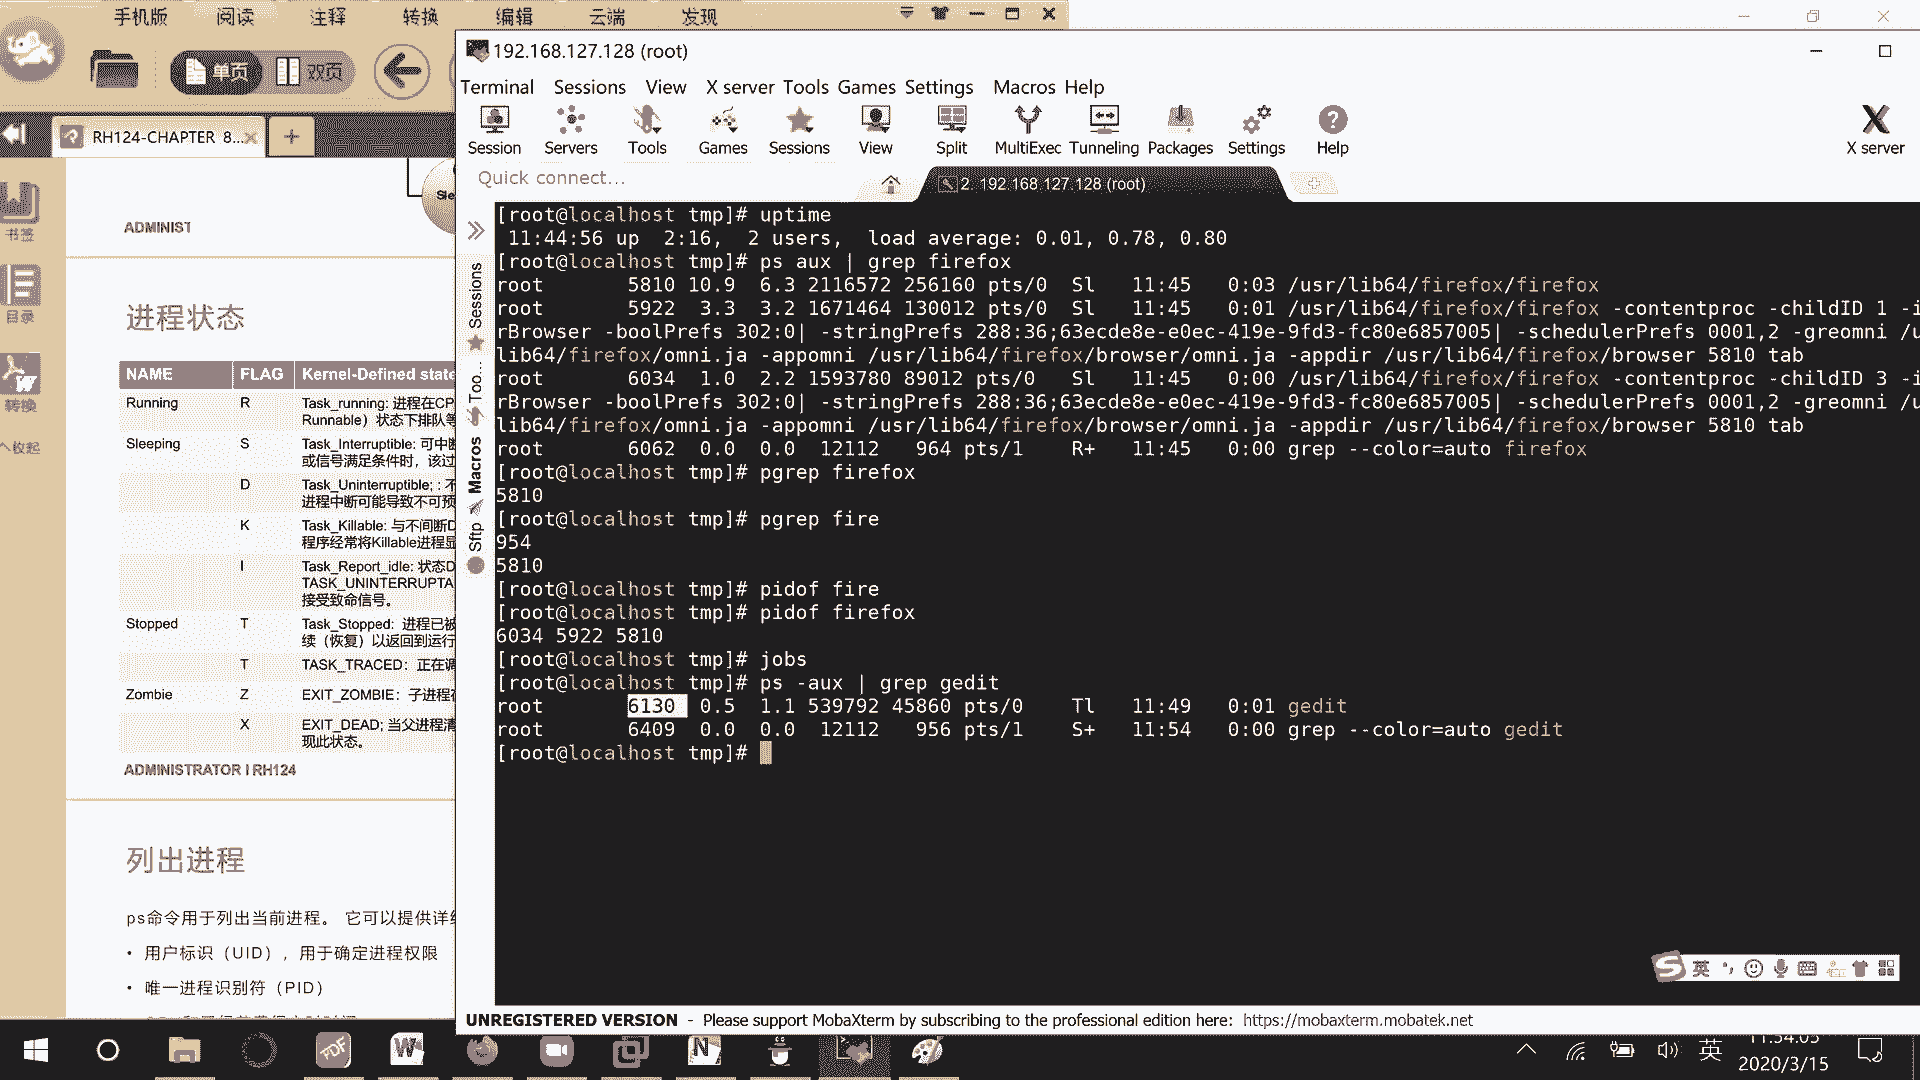 手机版 阅读 注释 转换 编辑 云端 发现
单页 双页
RH124-CHAPTER 8...
书签
目录
转换
收起
ADMINIST
进程状态
NAME FLAG Kernel-Defined state
Running R Task_running: 进程在CP
Runnable）状态下排队等
Sleeping S Task_Interruptible: 可中断
或信号满足条件时，该过
D Task_Uninterruptible; : 不
进程中断可能导致不可预
K Task_Killable: 与不间断D
程序经常将Killable进程显
I Task_Report_idle: 状态D
TASK_UNINTERRUPTA
接受致命信号。
Stopped T Task_Stopped: 进程已被
续（恢复）以返回到运行
T TASK_TRACED：正在调
Zombie Z EXIT_ZOMBIE：子进程在
X EXIT_DEAD; 当父进程清
现此状态。
ADMINISTRATOR I RH124
列出进程
ps命令用于列出当前进程。 它可以提供详细
• 用户标识（UID），用于确定进程权限
• 唯一进程识别符（PID）
192.168.127.128 (root)
Terminal Sessions View X server Tools Games Settings Macros Help
Session Servers Tools Games Sessions View Split MultiExec Tunneling Packages Settings Help X server
Quick connect...
2. 192.168.127.128 (root)
Sessions
Too...
Macros
Sftp
[root@localhost tmp]# uptime
11:44:56 up 2:16, 2 users, load average: 0.01, 0.78, 0.80
[root@localhost tmp]# ps aux | grep firefox
root 5810 10.9 6.3 2116572 256160 pts/0 Sl 11:45 0:03 /usr/lib64/firefox/firefox
root 5922 3.3 3.2 1671464 130012 pts/0 Sl 11:45 0:01 /usr/lib64/firefox/firefox -contentproc -childID 1 -i
rBrowser -boolPrefs 302:0| -stringPrefs 288:36;63ecde8e-e0ec-419e-9fd3-fc80e6857005| -schedulerPrefs 0001,2 -greomni /u
lib64/firefox/omni.ja -appomni /usr/lib64/firefox/browser/omni.ja -appdir /usr/lib64/firefox/browser 5810 tab
root 6034 1.0 2.2 1593780 89012 pts/0 Sl 11:45 0:00 /usr/lib64/firefox/firefox -contentproc -childID 3 -i
rBrowser -boolPrefs 302:0| -stringPrefs 288:36;63ecde8e-e0ec-419e-9fd3-fc80e6857005| -schedulerPrefs 0001,2 -greomni /u
lib64/firefox/omni.ja -appomni /usr/lib64/firefox/browser/omni.ja -appdir /usr/lib64/firefox/browser 5810 tab
root 6062 0.0 0.0 12112 964 pts/1 R+ 11:45 0:00 grep --color=auto firefox
[root@localhost tmp]# pgrep firefox
5810
[root@localhost tmp]# pgrep fire
954
5810
[root@localhost tmp]# pidof fire
[root@localhost tmp]# pidof firefox
6034 5922 5810
[root@localhost tmp]# jobs
[root@localhost tmp]# ps -aux | grep gedit
root 6130 0.5 1.1 539792 45860 pts/0 Tl 11:49 0:01 gedit
root 6409 0.0 0.0 12112 956 pts/1 S+ 11:54 0:00 grep --color=auto gedit
[root@localhost tmp]#
英
UNREGISTERED VERSION - Please support MobaXterm by subscribing to the professional edition here: https://mobaxterm.mobatek.net
英
2020/3/15